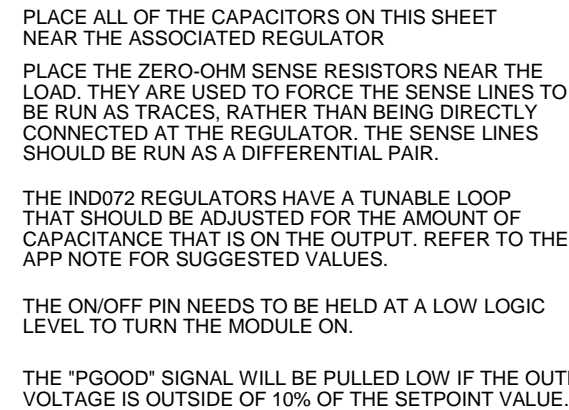 PLACE ALL OF THE CAPACITORS ON THIS SHEET
NEAR THE ASSOCIATED REGULATOR
PLACE THE ZERO-OHM SENSE RESISTORS NEAR THE
LOAD. THEY ARE USED TO FORCE THE SENSE LINES TO
BE RUN AS TRACES, RATHER THAN BEING DIRECTLY
CONNECTED AT THE REGULATOR. THE SENSE LINES
SHOULD BE RUN AS A DIFFERENTIAL PAIR.
THE IND072 REGULATORS HAVE A TUNABLE LOOP
THAT SHOULD BE ADJUSTED FOR THE AMOUNT OF
CAPACITANCE THAT IS ON THE OUTPUT. REFER TO THE
APP NOTE FOR SUGGESTED VALUES.
THE ON/OFF PIN NEEDS TO BE HELD AT A LOW LOGIC
LEVEL TO TURN THE MODULE ON.
THE "PGOOD" SIGNAL WILL BE PULLED LOW IF THE
VOLTAGE IS OUTSIDE OF 10% OF THE SETPOINT VALUE.